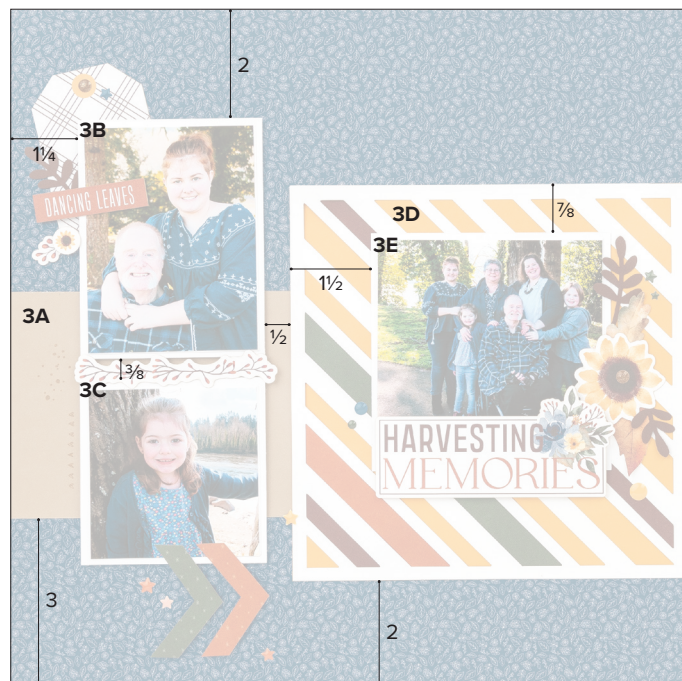 2
3B
1¼
DANCING LEAVES
3D
⅞
3E
1½
3A
½
⅜
3C
HARVESTING
MEMORIES
3
2